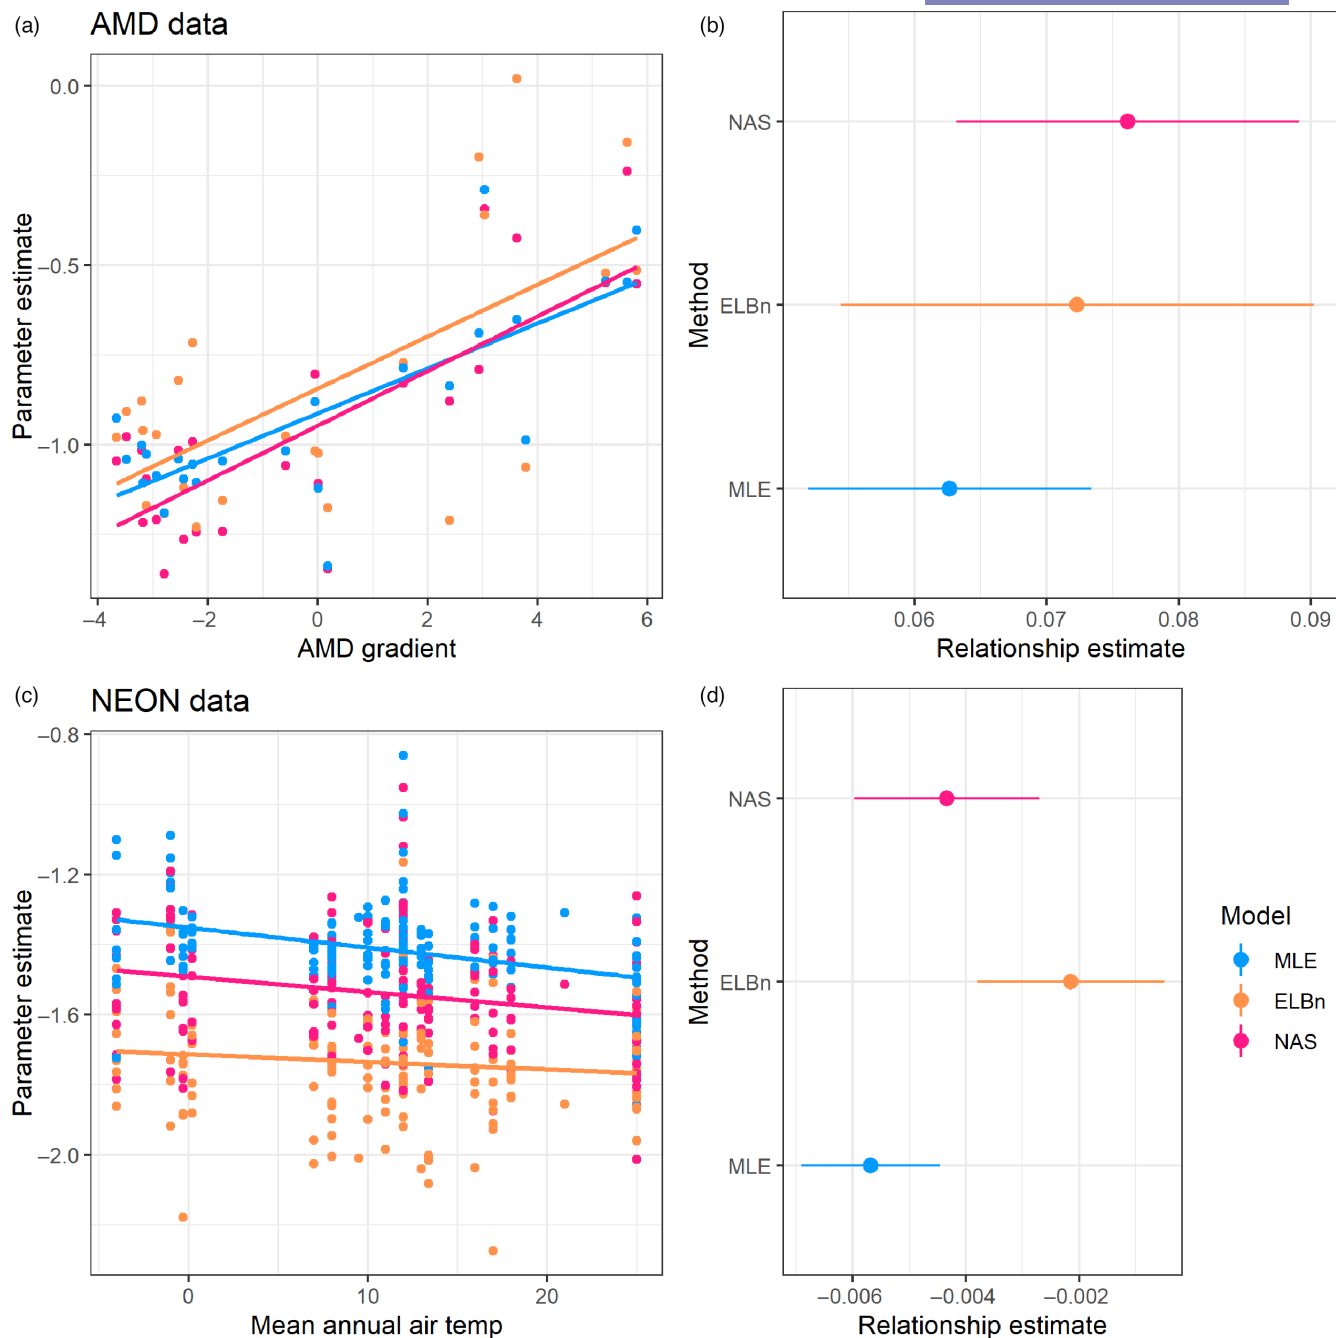 (a) AMD data
0.0
–0.5
–1.0
Parameter estimate
–4 –2 0 2 4 6
AMD gradient
(b)
NAS
ELBn
MLE
Method
0.06 0.07 0.08 0.09
Relationship estimate
(c) NEON data
–0.8
–1.2
–1.6
–2.0
Parameter estimate
0 10 20
Mean annual air temp
(d)
NAS
ELBn
MLE
Method
–0.006 –0.004 –0.002
Relationship estimate
Model
MLE
ELBn
NAS